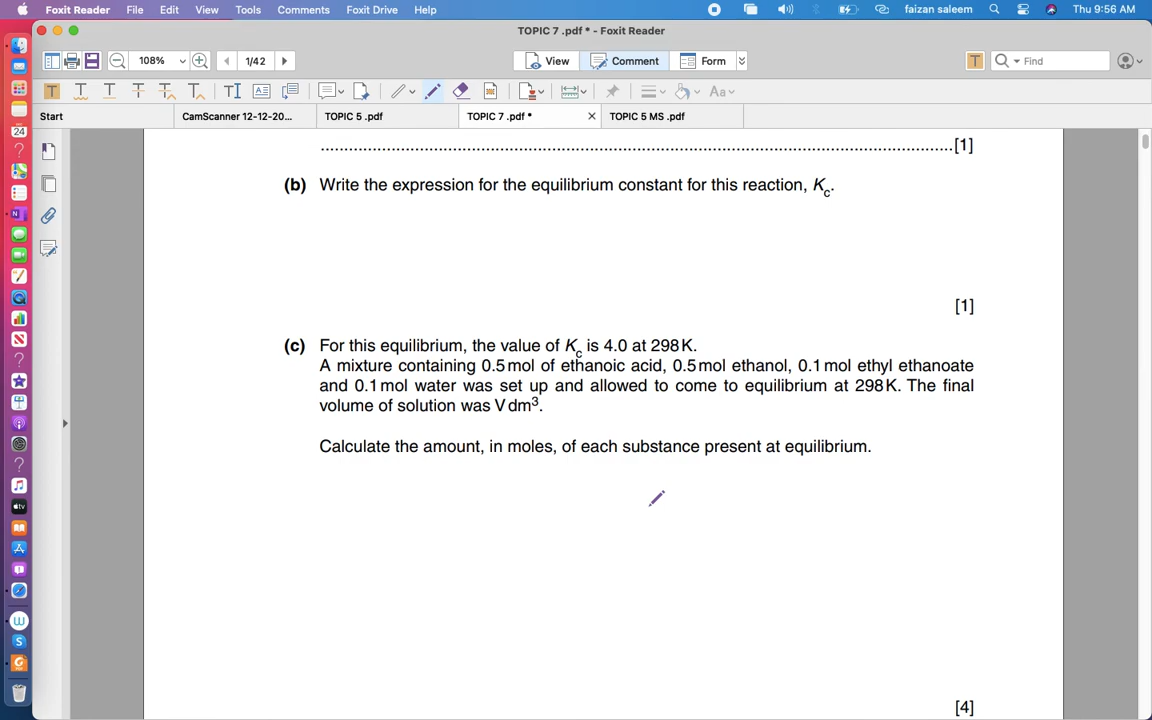 Foxit Reader File Edit View Tools Comments Foxit Drive Help faizan saleem Thu 9:56 AM
TOPIC 7 .pdf * - Foxit Reader
108% 1/42 View Comment Form Find
Start CamScanner 12-12-20... TOPIC 5 .pdf TOPIC 7 .pdf * TOPIC 5 MS .pdf
[1]
(b) Write the expression for the equilibrium constant for this reaction, Kc.
[1]
(c) For this equilibrium, the value of Kc is 4.0 at 298 K.
A mixture containing 0.5 mol of ethanoic acid, 0.5 mol ethanol, 0.1 mol ethyl ethanoate
and 0.1 mol water was set up and allowed to come to equilibrium at 298 K. The final
volume of solution was V dm³.
Calculate the amount, in moles, of each substance present at equilibrium.
[4]